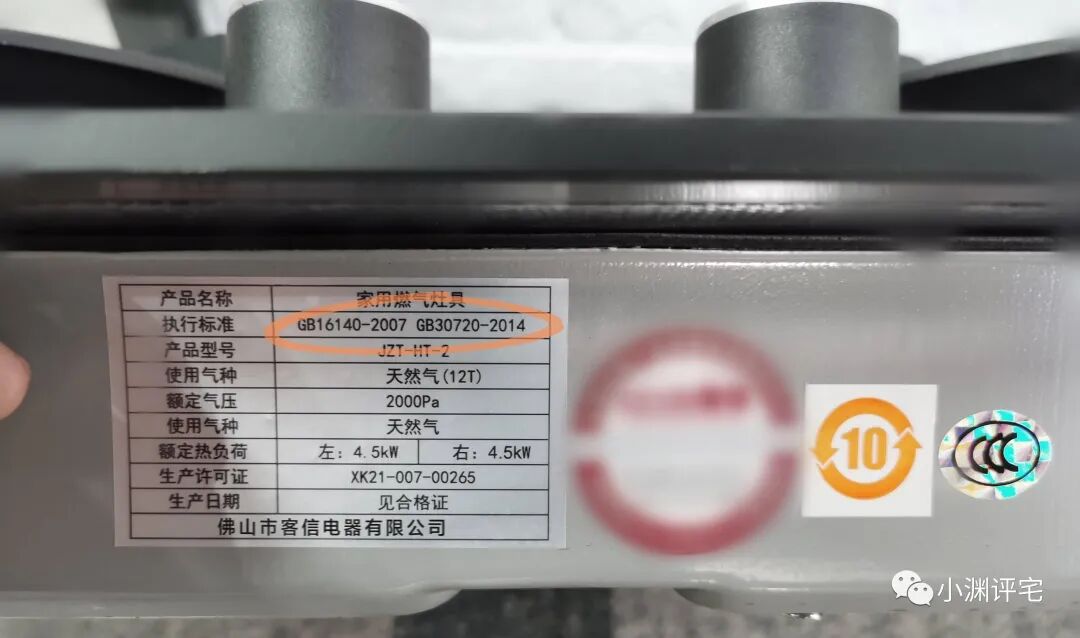 产品名称 家用燃气灶具
执行标准 GB16140-2007 GB30720-2014
产品型号 JZT-HT-2
使用气种 天然气(12T)
额定气压 2000Pa
使用气种 天然气
额定热负荷 左：4.5kW 右：4.5kW
生产许可证 XK21-007-00265
生产日期 见合格证
佛山市客信电器有限公司
10
CCC
小渊评宅